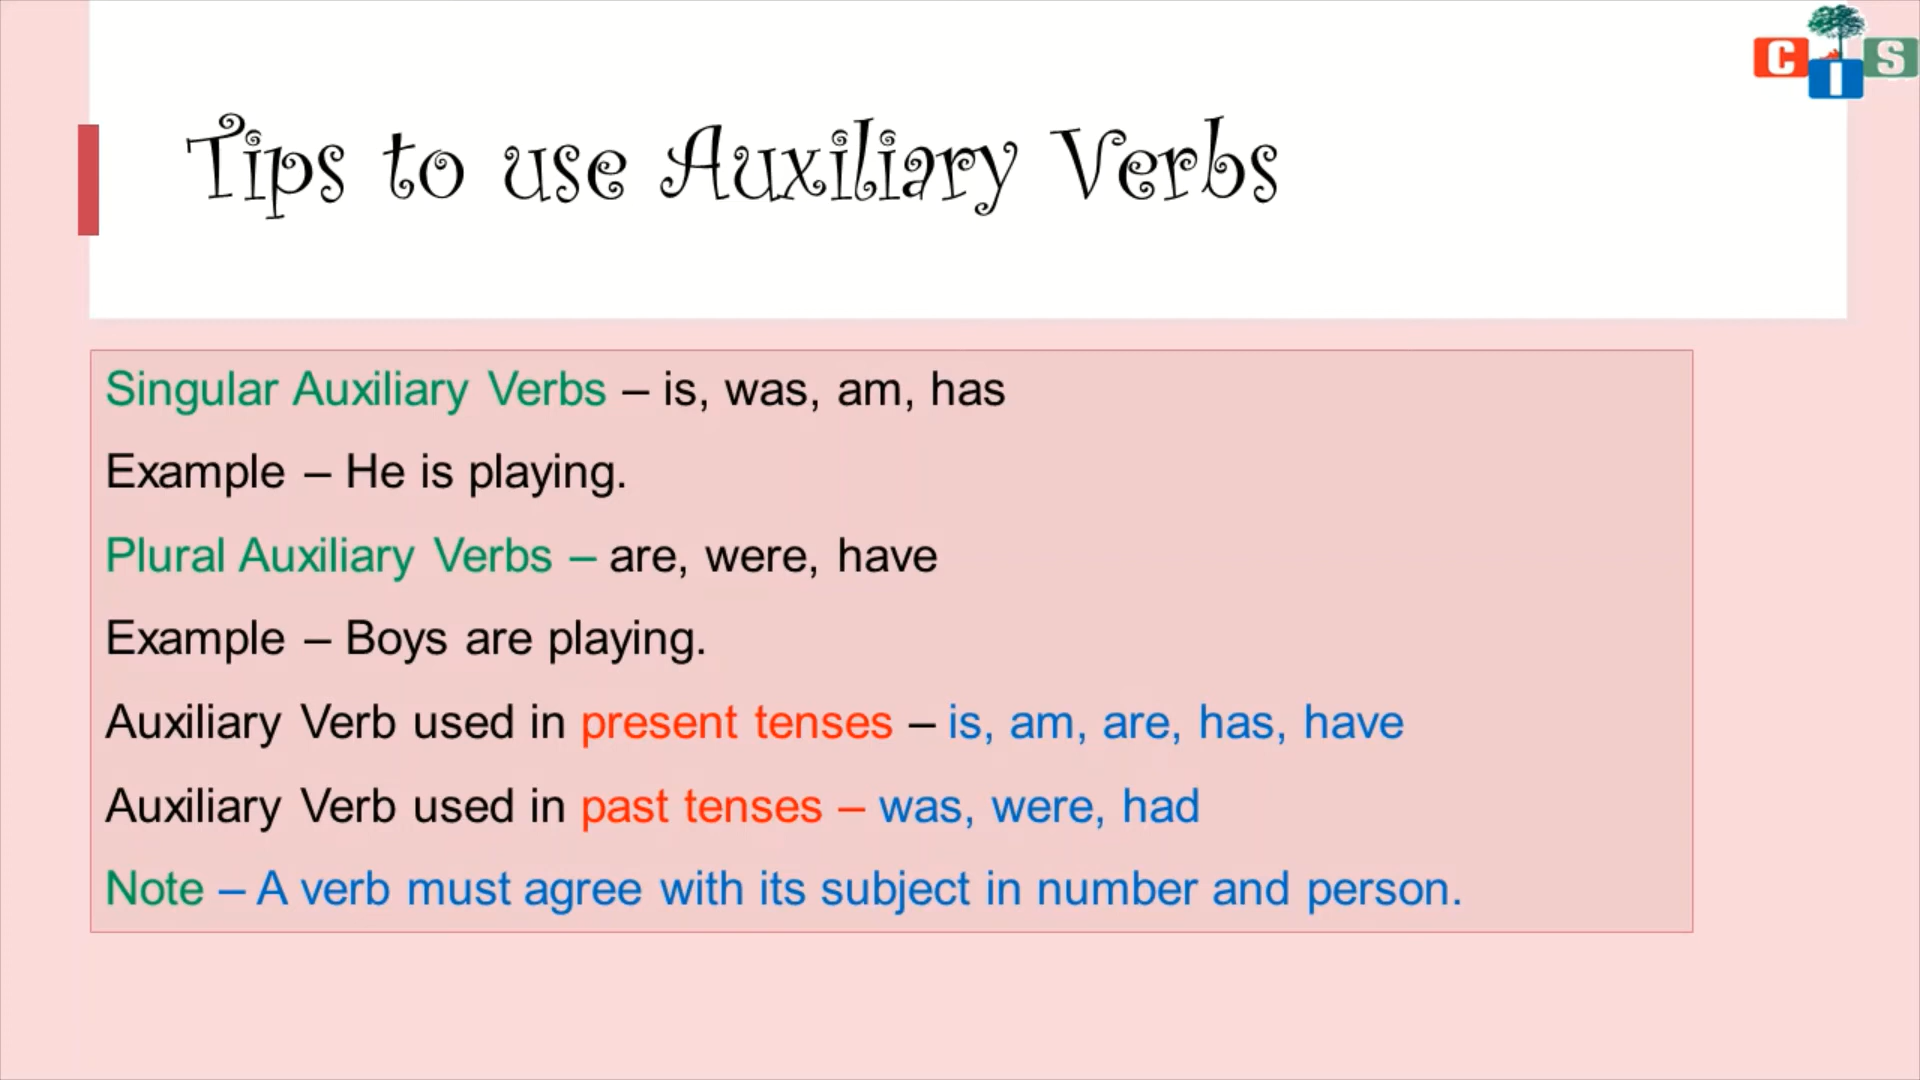 C I S
Tips to use Auxiliary Verbs
Singular Auxiliary Verbs – is, was, am, has
Example – He is playing.
Plural Auxiliary Verbs – are, were, have
Example – Boys are playing.
Auxiliary Verb used in present tenses – is, am, are, has, have
Auxiliary Verb used in past tenses – was, were, had
Note – A verb must agree with its subject in number and person.